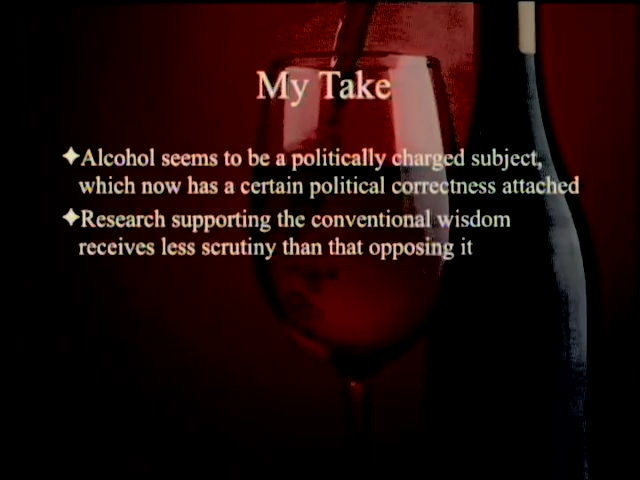 My Take
Alcohol seems to be a politically charged subject,
which now has a certain political correctness attached
Research supporting the conventional wisdom
receives less scrutiny than that opposing it